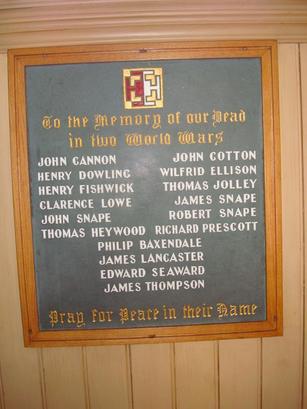 To the Memory of our Dead
in two World Wars
JOHN CANNON JOHN COTTON
HENRY DOWLING WILFRID ELLISON
HENRY FISHWICK THOMAS JOLLEY
CLARENCE LOWE JAMES SNAPE
JOHN SNAPE ROBERT SNAPE
THOMAS HEYWOOD RICHARD PRESCOTT
PHILIP BAXENDALE
JAMES LANCASTER
EDWARD SEAWARD
JAMES THOMPSON
Pray for Peace in their Name